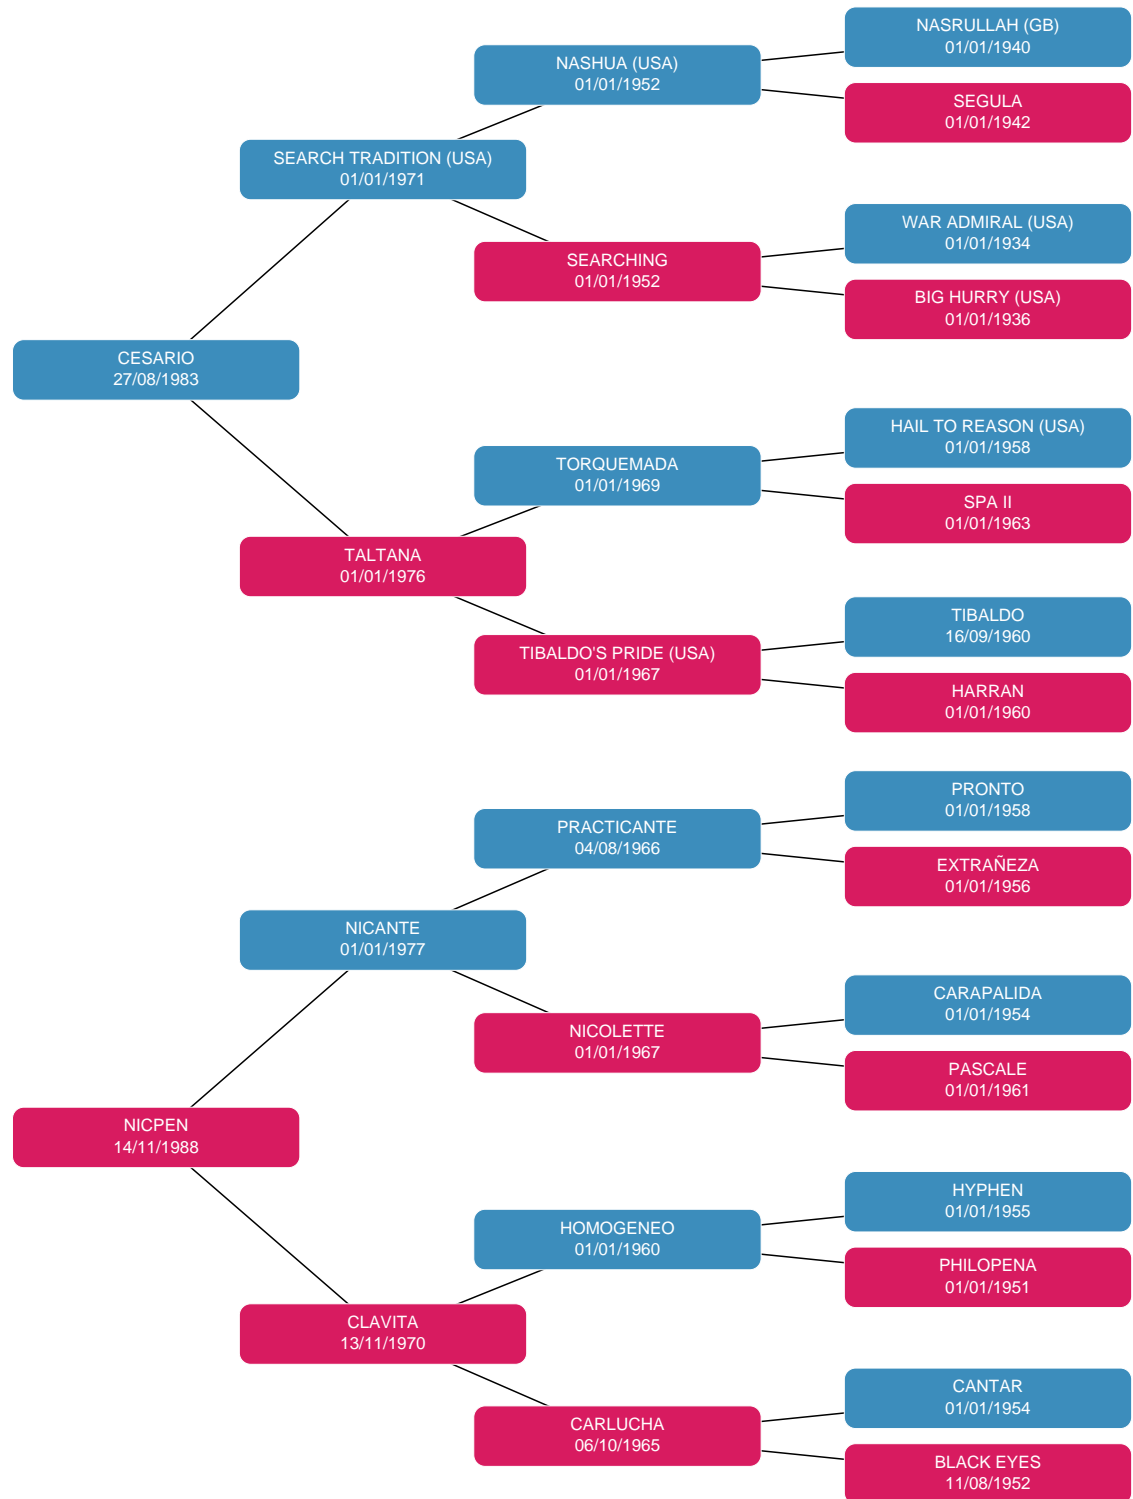 NASRULLAH (GB)
01/01/1940
NASHUA (USA)
01/01/1952
SEGULA
01/01/1942
SEARCH TRADITION (USA)
01/01/1971
WAR ADMIRAL (USA)
01/01/1934
SEARCHING
01/01/1952
BIG HURRY (USA)
01/01/1936
CESARIO
27/08/1983
HAIL TO REASON (USA)
01/01/1958
TORQUEMADA
01/01/1969
SPA II
01/01/1963
TALTANA
01/01/1976
TIBALDO
16/09/1960
TIBALDO'S PRIDE (USA)
01/01/1967
HARRAN
01/01/1960
PRONTO
01/01/1958
PRACTICANTE
04/08/1966
EXTRAÑEZA
01/01/1956
NICANTE
01/01/1977
CARAPALIDA
01/01/1954
NICOLETTE
01/01/1967
PASCALE
01/01/1961
NICPEN
14/11/1988
HYPHEN
01/01/1955
HOMOGENEO
01/01/1960
PHILOPENA
01/01/1951
CLAVITA
13/11/1970
CANTAR
01/01/1954
CARLUCHA
06/10/1965
BLACK EYES
11/08/1952